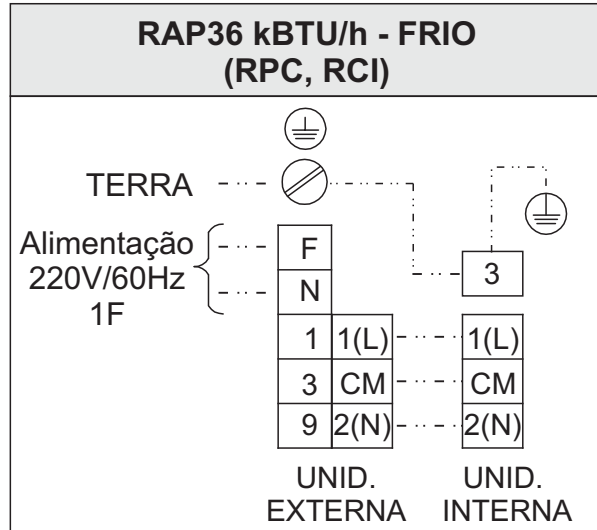 RAP36 kBTU/h - FRIO
(RPC, RCI)
TERRA
Alimentação
220V/60Hz
1F
F
N
3
1 1(L) 1(L)
3 CM CM
9 2(N) 2(N)
UNID.
EXTERNA
UNID.
INTERNA